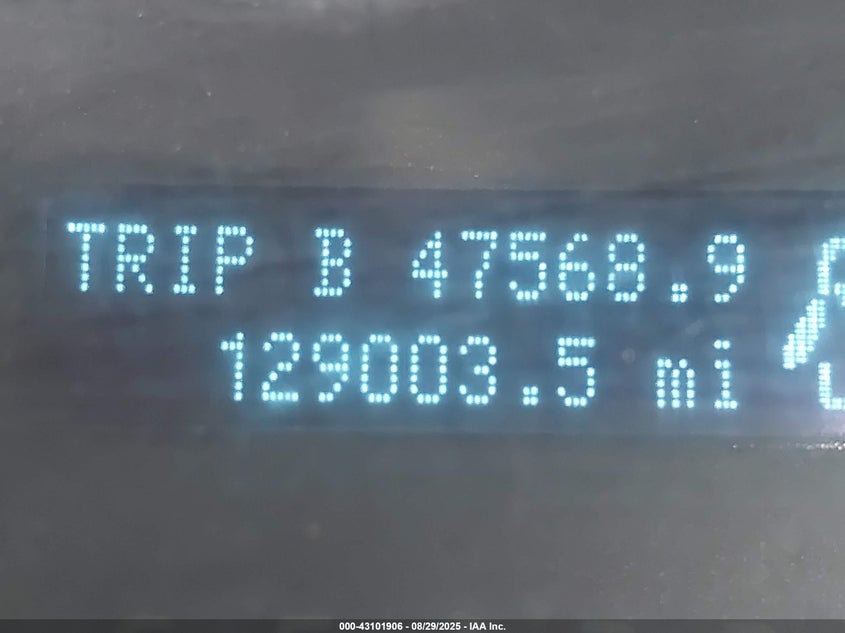 TRIP B 47568.9
129003.5 mi
000-43101906 - 08/29/2025 - IAA Inc.